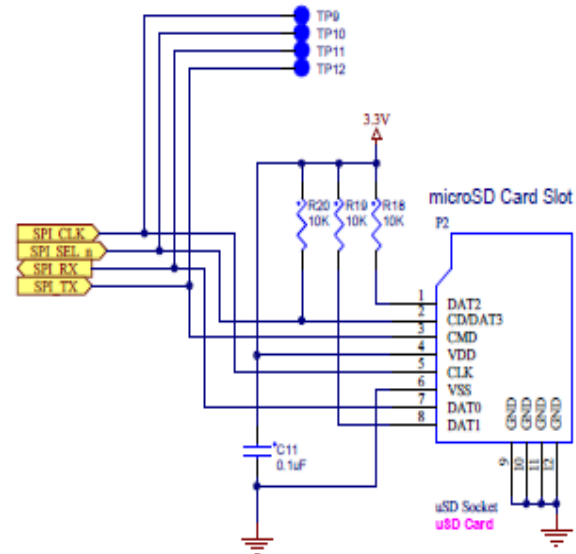 TP9
TP10
TP11
TP12
3.3V
R20
10K
R19
10K
R18
10K
microSD Card Slot
P2
SPI_CLK
SPI_SEL_n
SPI_RX
SPI_TX
1 DAT2
2 CD/DAT3
3 CMD
4 VDD
5 CLK
6 VSS
7 DAT0
8 DAT1
GND GND GND GND
9 10 11 12
C11
0.1uF
uSD Socket
uSD Card